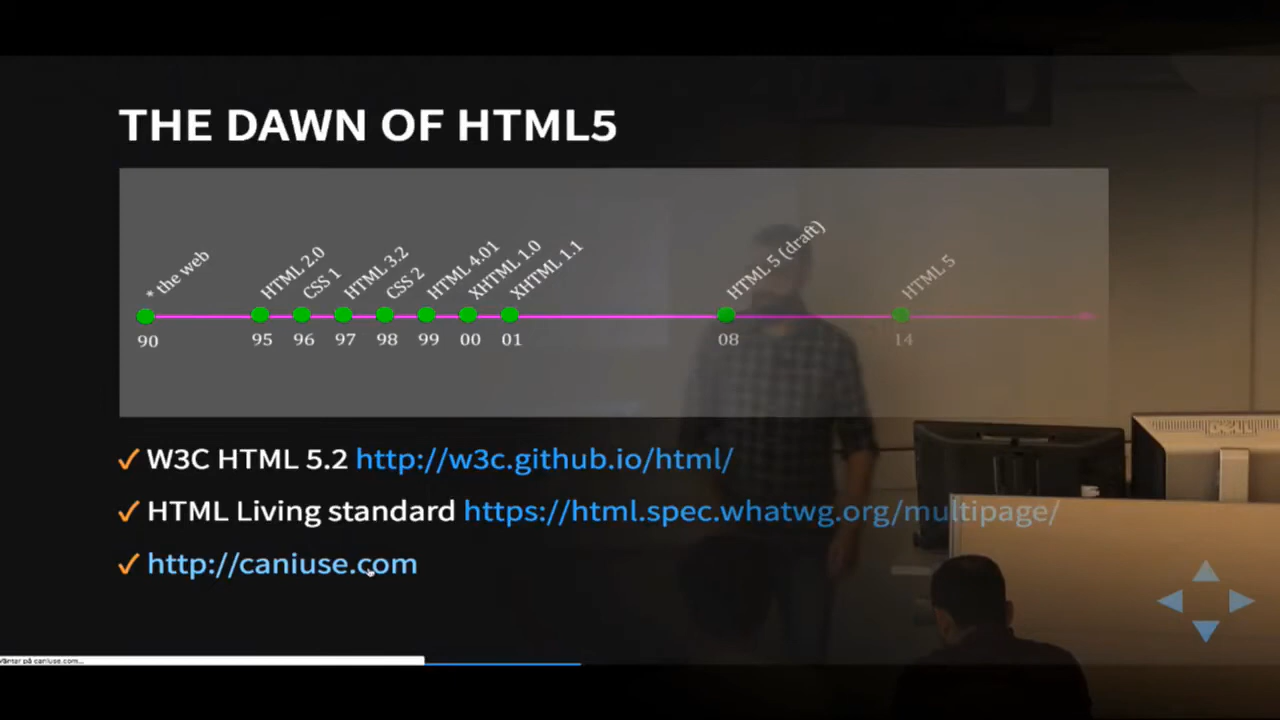 THE DAWN OF HTML5
* the web
HTML 2.0
CSS 1
HTML 3.2
CSS 2
HTML 4.01
XHTML 1.0
XHTML 1.1
HTML 5 (draft)
HTML 5
90 95 96 97 98 99 00 01 08 14
✓ W3C HTML 5.2 http://w3c.github.io/html/
✓ HTML Living standard https://html.spec.whatwg.org/multipage/
✓ http://caniuse.com
DELL
Väntar på caniuse.com...